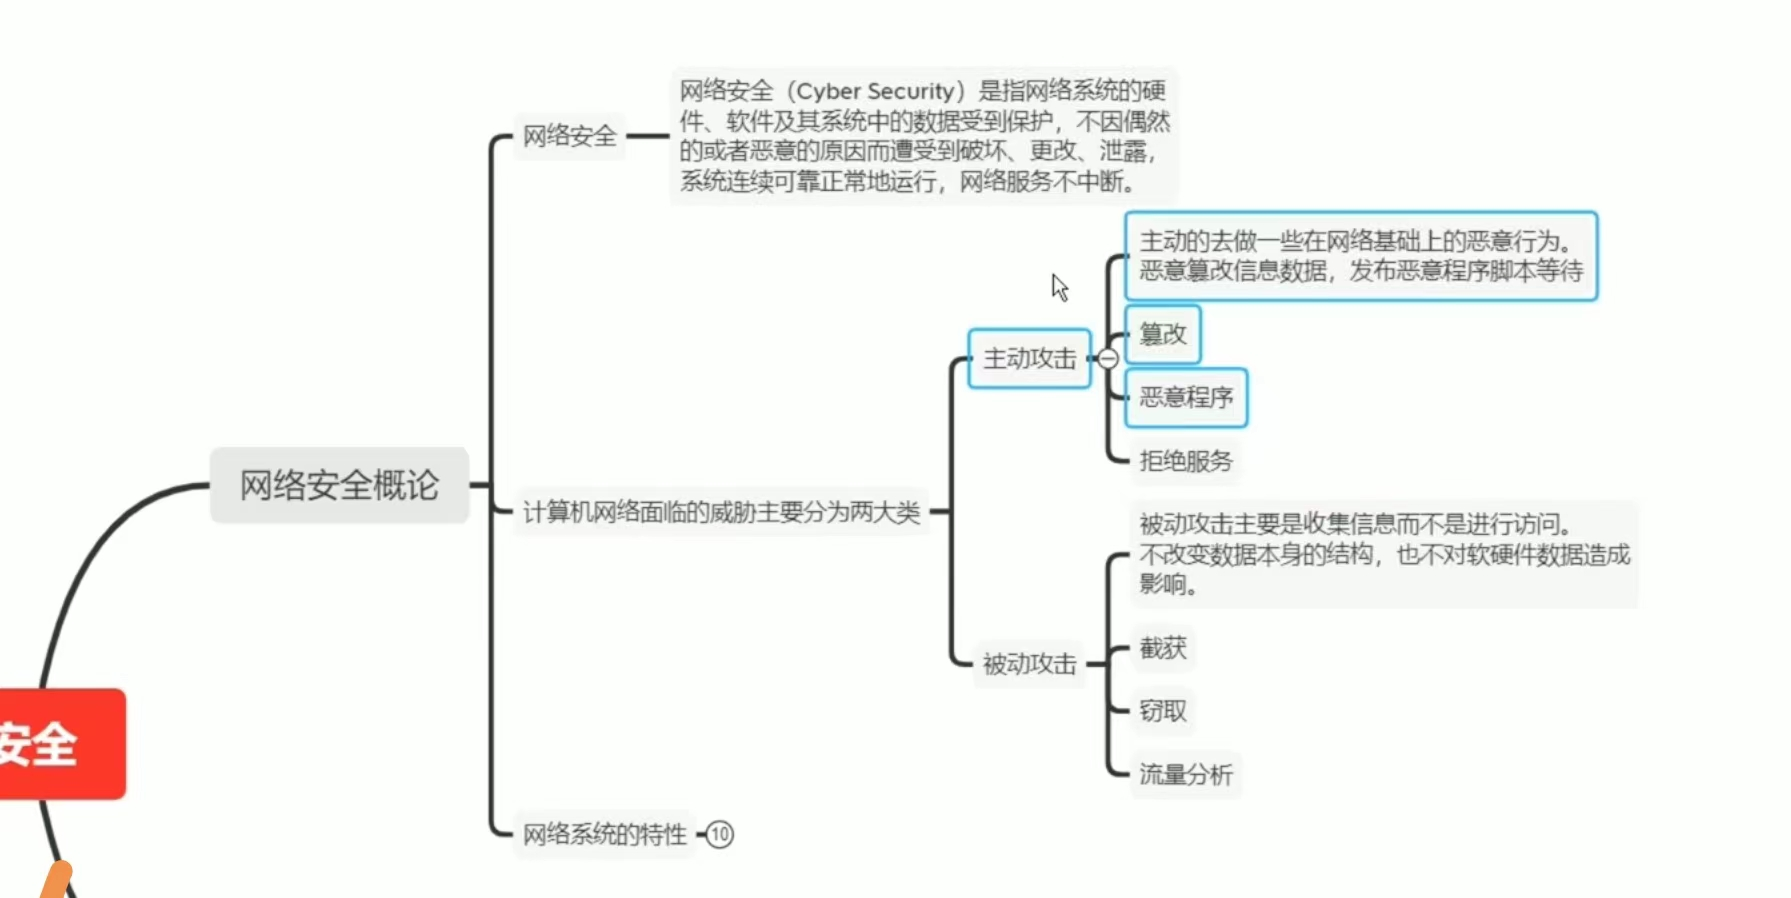 网络安全
网络安全（Cyber Security）是指网络系统的硬
件、软件及其系统中的数据受到保护，不因偶然
的或者恶意的原因而遭受到破坏、更改、泄露，
系统连续可靠正常地运行，网络服务不中断。
主动的去做一些在网络基础上的恶意行为。
恶意篡改信息数据，发布恶意程序脚本等待
篡改
主动攻击
恶意程序
拒绝服务
网络安全概论
计算机网络面临的威胁主要分为两大类
被动攻击主要是收集信息而不是进行访问。
不改变数据本身的结构，也不对软硬件数据造成
影响。
截获
被动攻击
窃取
流量分析
安全
网络系统的特性
10